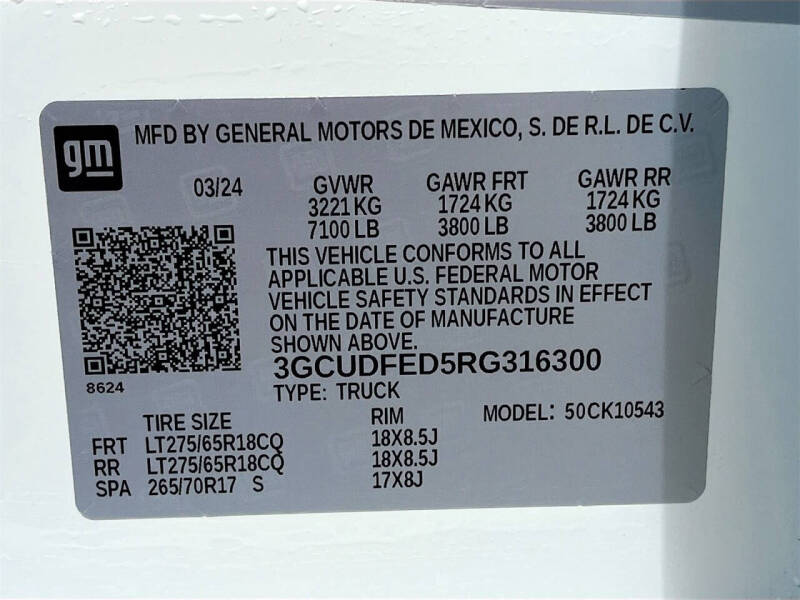 gm MFD BY GENERAL MOTORS DE MEXICO, S. DE R.L. DE C.V.
03/24 GVWR GAWR FRT GAWR RR
3221 KG 1724 KG 1724 KG
7100 LB 3800 LB 3800 LB
THIS VEHICLE CONFORMS TO ALL
APPLICABLE U.S. FEDERAL MOTOR
VEHICLE SAFETY STANDARDS IN EFFECT
ON THE DATE OF MANUFACTURE
SHOWN ABOVE.
3GCUDFED5RG316300
8624
TYPE: TRUCK
TIRE SIZE RIM MODEL: 50CK10543
FRT LT275/65R18CQ 18X8.5J
RR LT275/65R18CQ 18X8.5J
SPA 265/70R17 S 17X8J